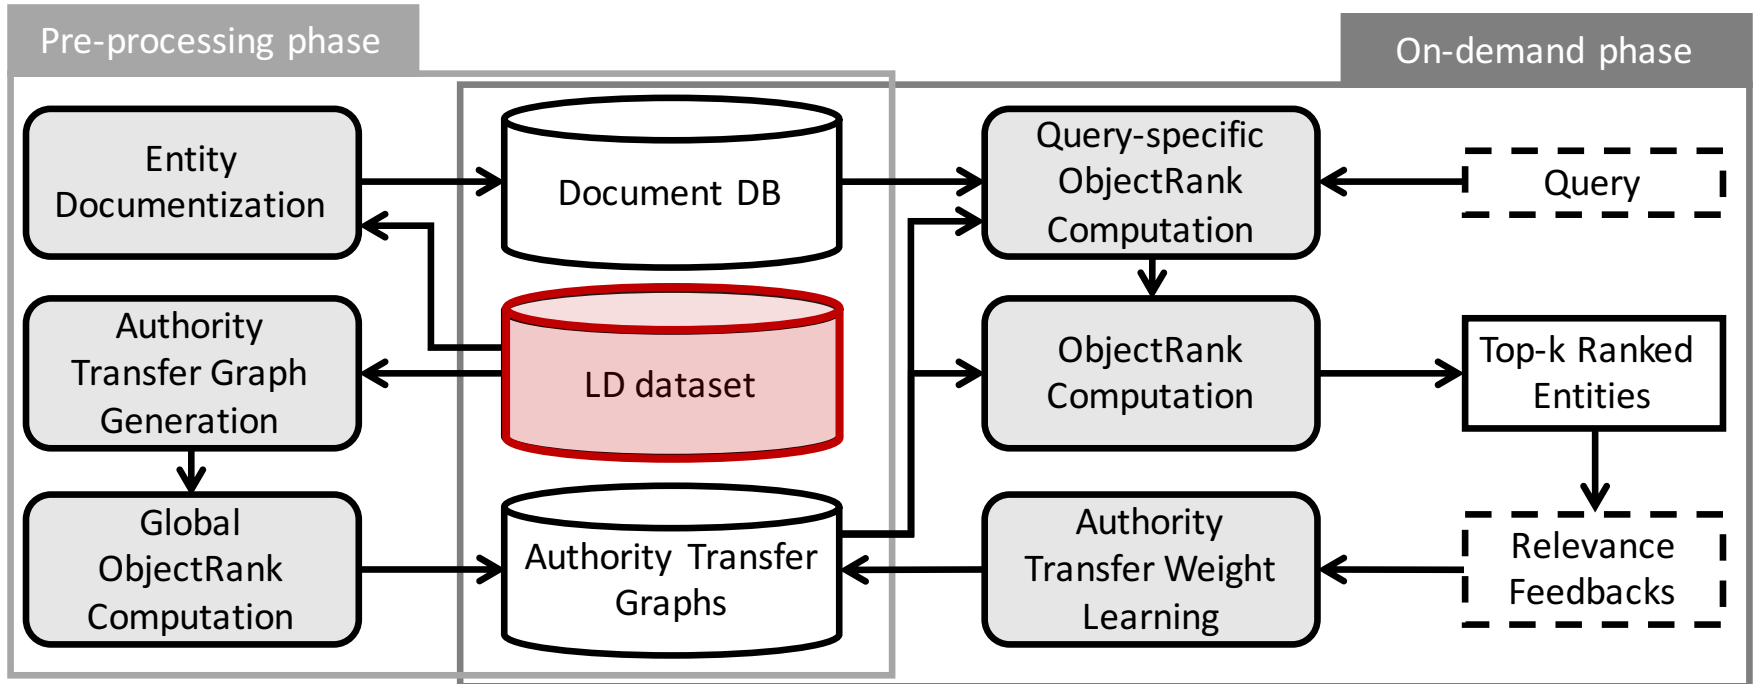 Pre-processing phase
On-demand phase
Entity
Documentization
Document DB
Query-specific
ObjectRank
Computation
Query
Authority
Transfer Graph
Generation
LD dataset
ObjectRank
Computation
Top-k Ranked
Entities
Global
ObjectRank
Computation
Authority Transfer
Graphs
Authority
Transfer Weight
Learning
Relevance
Feedbacks